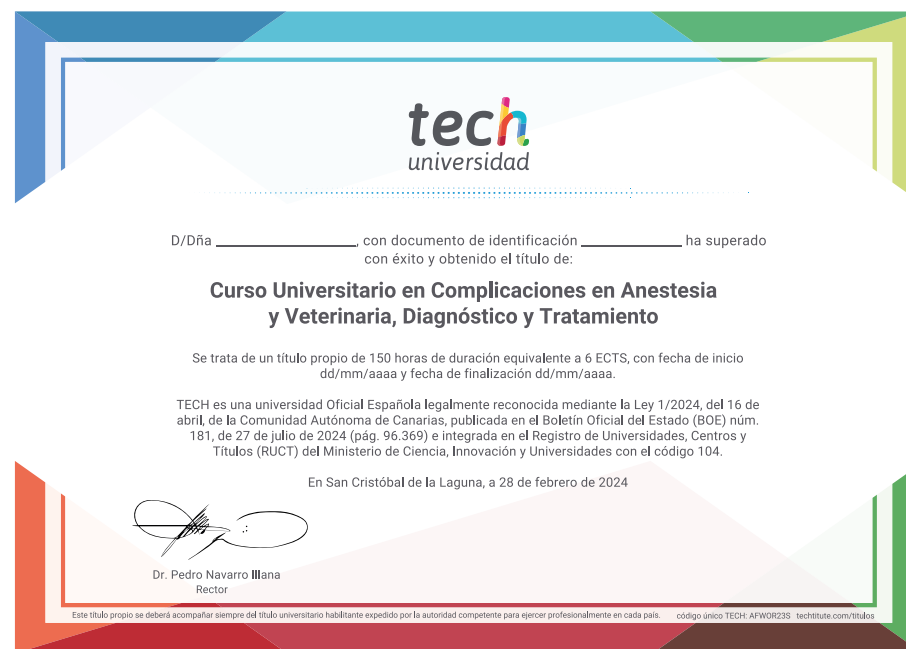 tech
universidad
D/Dña ____________________, con documento de identificación ______________ ha superado
con éxito y obtenido el título de:
Curso Universitario en Complicaciones en Anestesia
y Veterinaria, Diagnóstico y Tratamiento
Se trata de un título propio de 150 horas de duración equivalente a 6 ECTS, con fecha de inicio
dd/mm/aaaa y fecha de finalización dd/mm/aaaa.
TECH es una universidad Oficial Española legalmente reconocida mediante la Ley 1/2024, del 16 de
abril, de la Comunidad Autónoma de Canarias, publicada en el Boletín Oficial del Estado (BOE) núm.
181, de 27 de julio de 2024 (pág. 96.369) e integrada en el Registro de Universidades, Centros y
Títulos (RUCT) del Ministerio de Ciencia, Innovación y Universidades con el código 104.
En San Cristóbal de la Laguna, a 28 de febrero de 2024
Dr. Pedro Navarro Illana
Rector
Este título propio se deberá acompañar siempre del título universitario habilitante expedido por la autoridad competente para ejercer profesionalmente en cada país. código único TECH: AFWOR23S techtitute.com/titulos